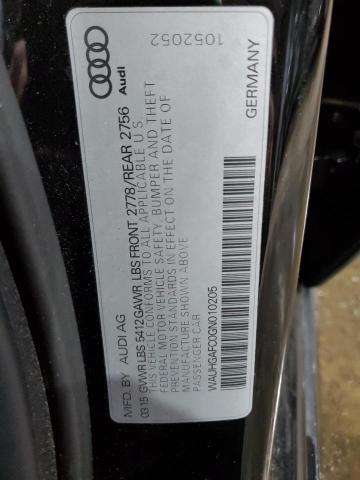 MFD. BY AUDI AG
03 15 GVWR LBS 5412 GAWR LBS FRONT 2778/REAR 2756
THIS VEHICLE CONFORMS TO ALL APPLICABLE U S
FEDERAL MOTOR VEHICLE SAFETY, BUMPER AND THEFT
PREVENTION STANDARDS IN EFFECT ON THE DATE OF
MANUFACTURE SHOWN ABOVE
PASSENGER CAR
WAUHGAFC0GN010205
GERMANY
Audi
1052052